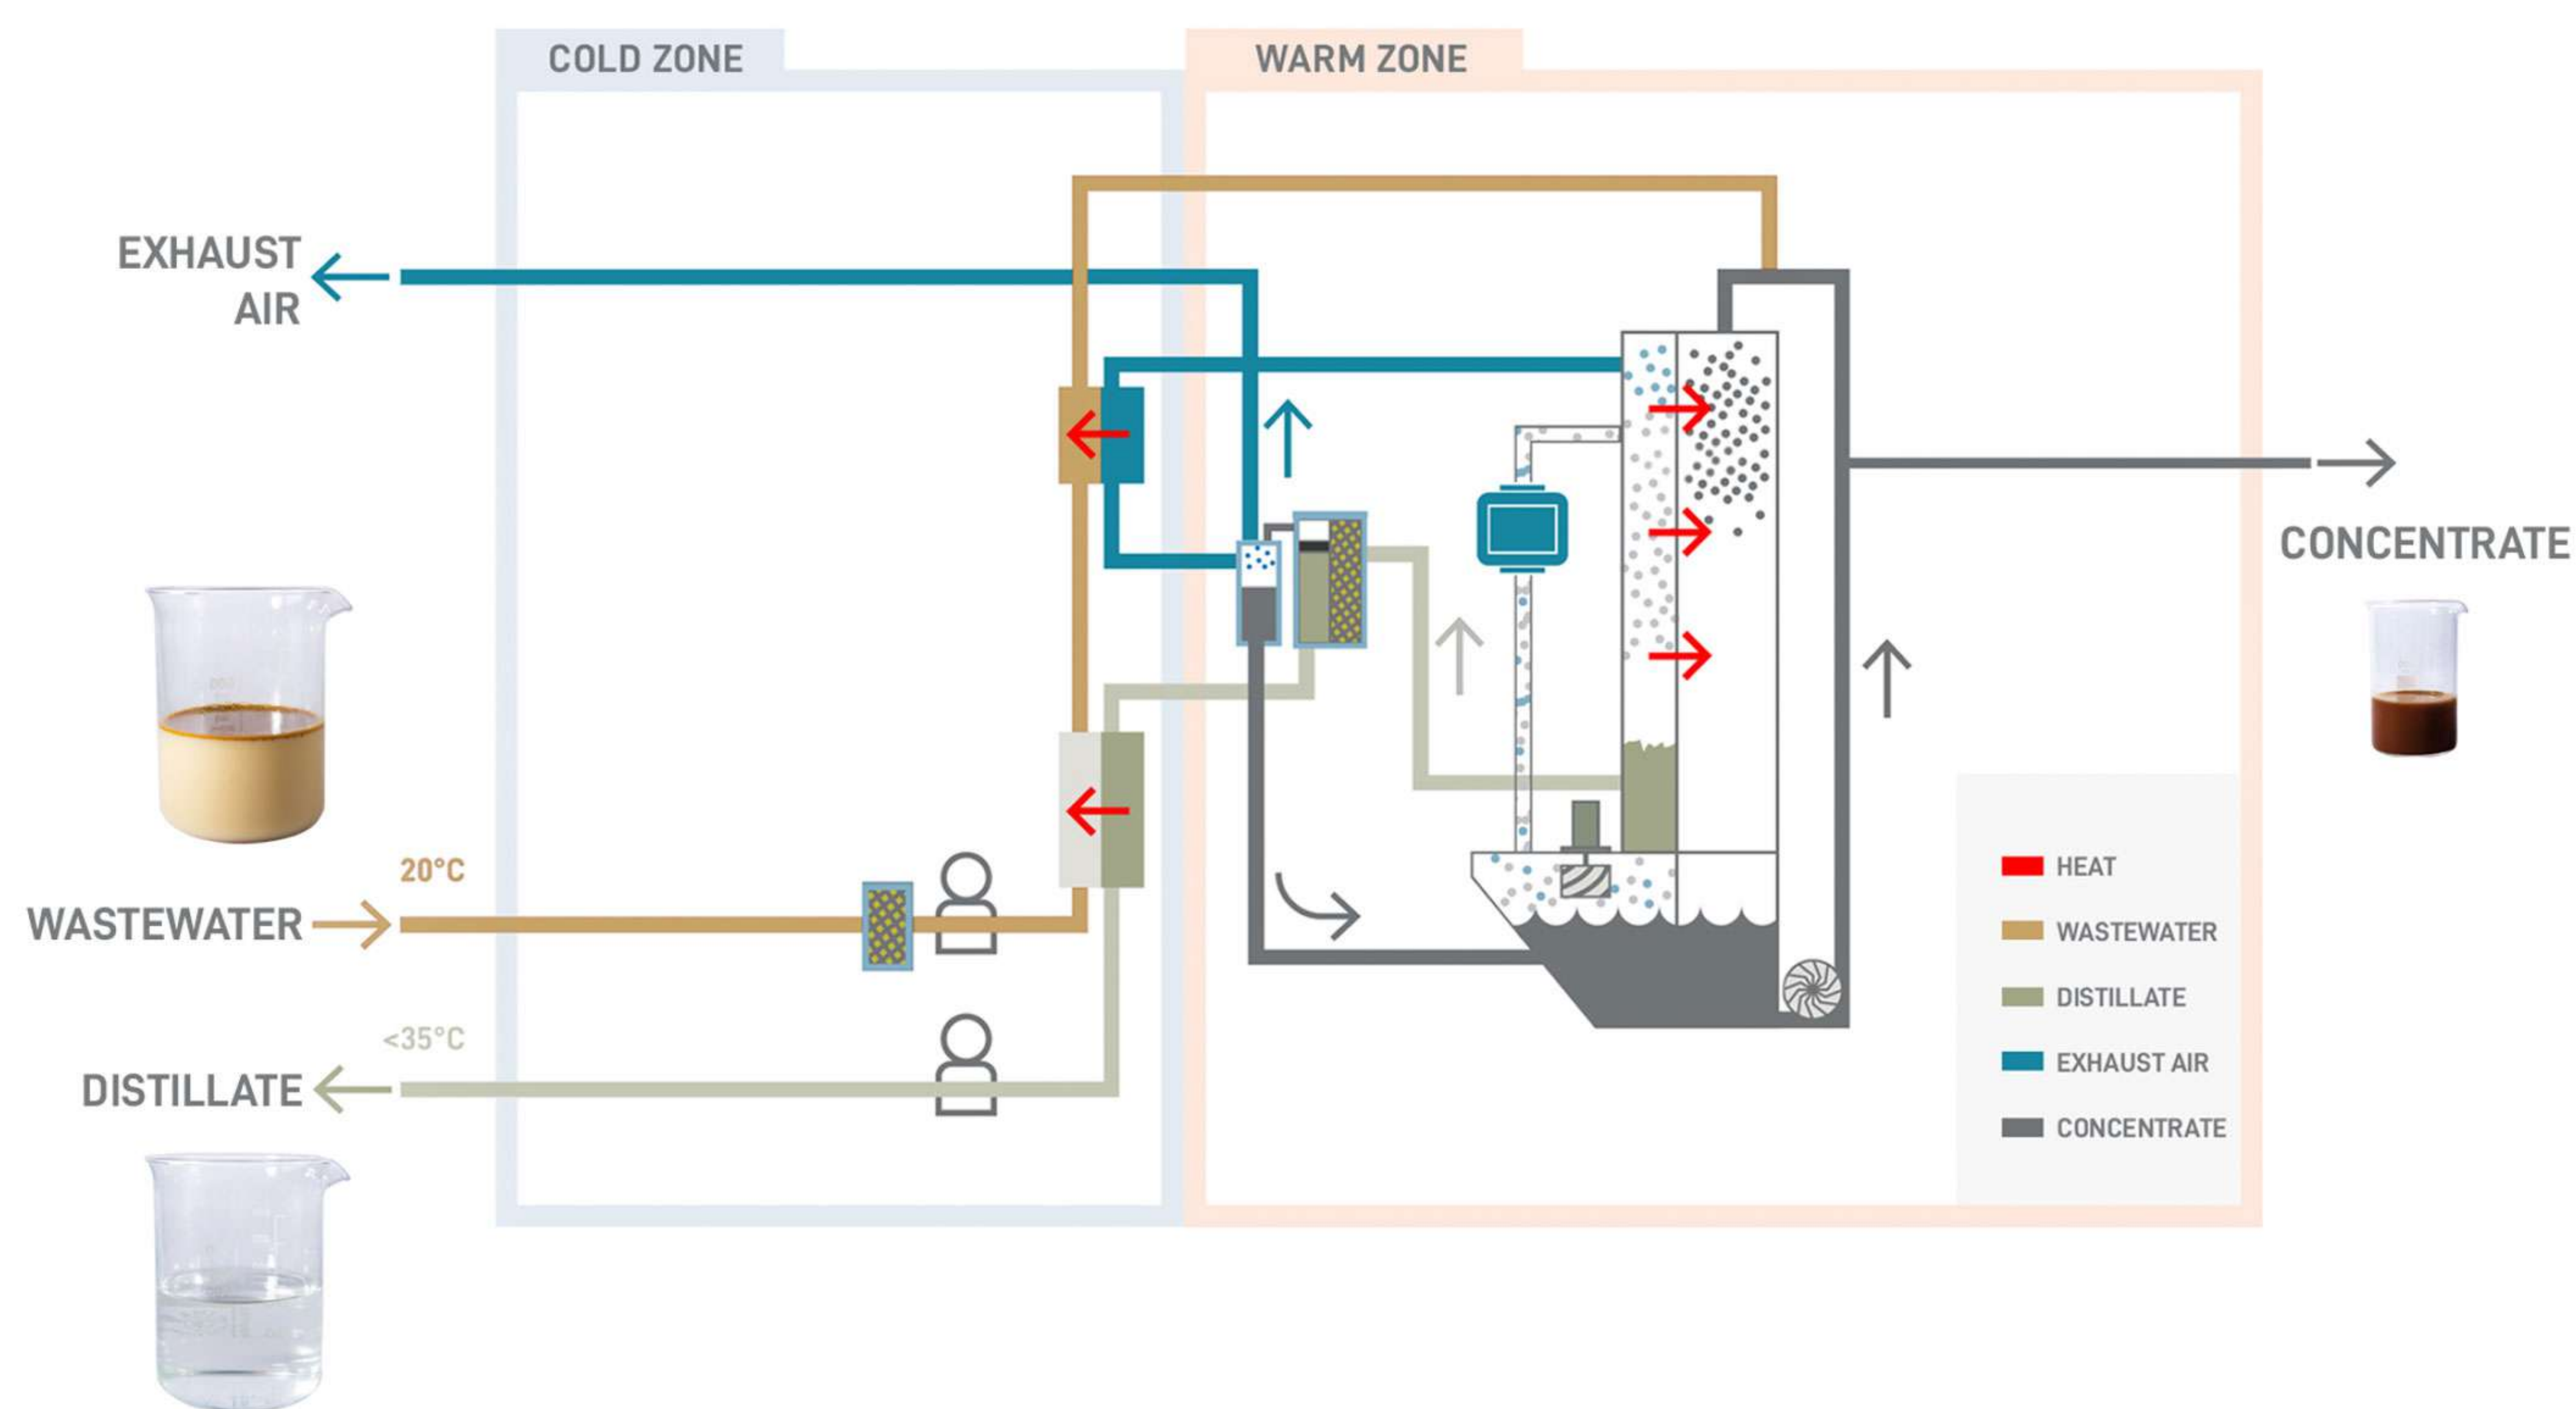 COLD ZONE
WARM ZONE
EXHAUST
AIR
CONCENTRATE
20°C
WASTEWATER
<35°C
DISTILLATE
HEAT
WASTEWATER
DISTILLATE
EXHAUST AIR
CONCENTRATE